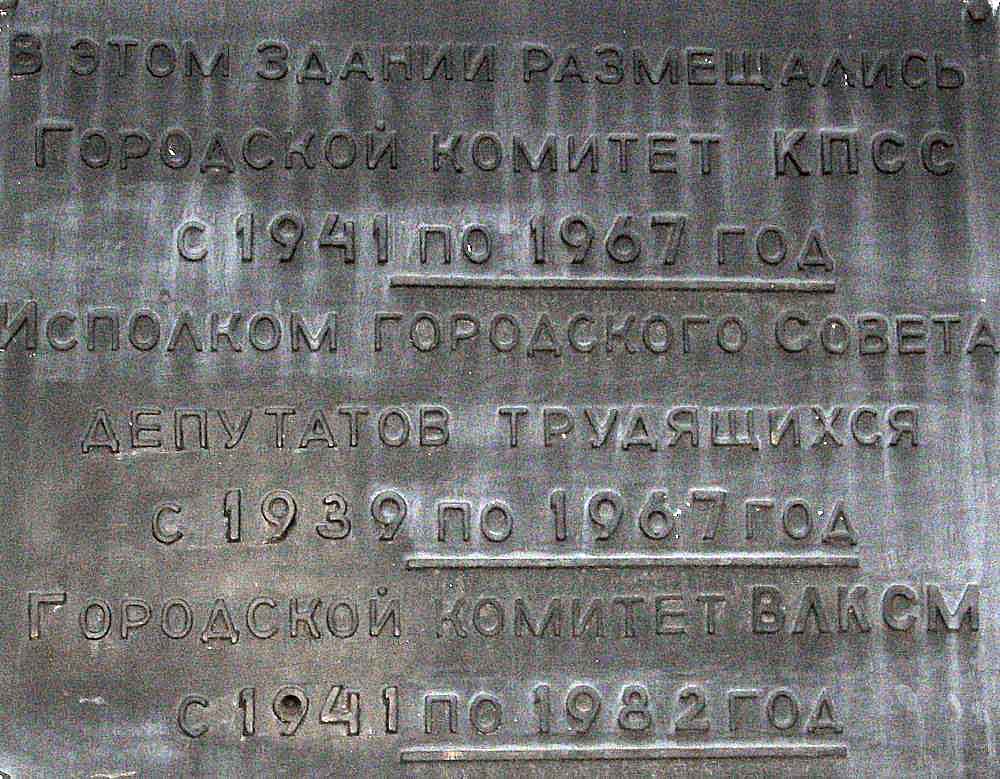 В ЭТОМ ЗДАНИИ РАЗМЕЩАЛИСЬ
ГОРОДСКОЙ КОМИТЕТ КПСС
С 1941 ПО 1967 ГОД
ИСПОЛКОМ ГОРОДСКОГО СОВЕТА
ДЕПУТАТОВ ТРУДЯЩИХСЯ
С 1939 ПО 1967 ГОД
ГОРОДСКОЙ КОМИТЕТ ВЛКСМ
С 1941 ПО 1982 ГОД